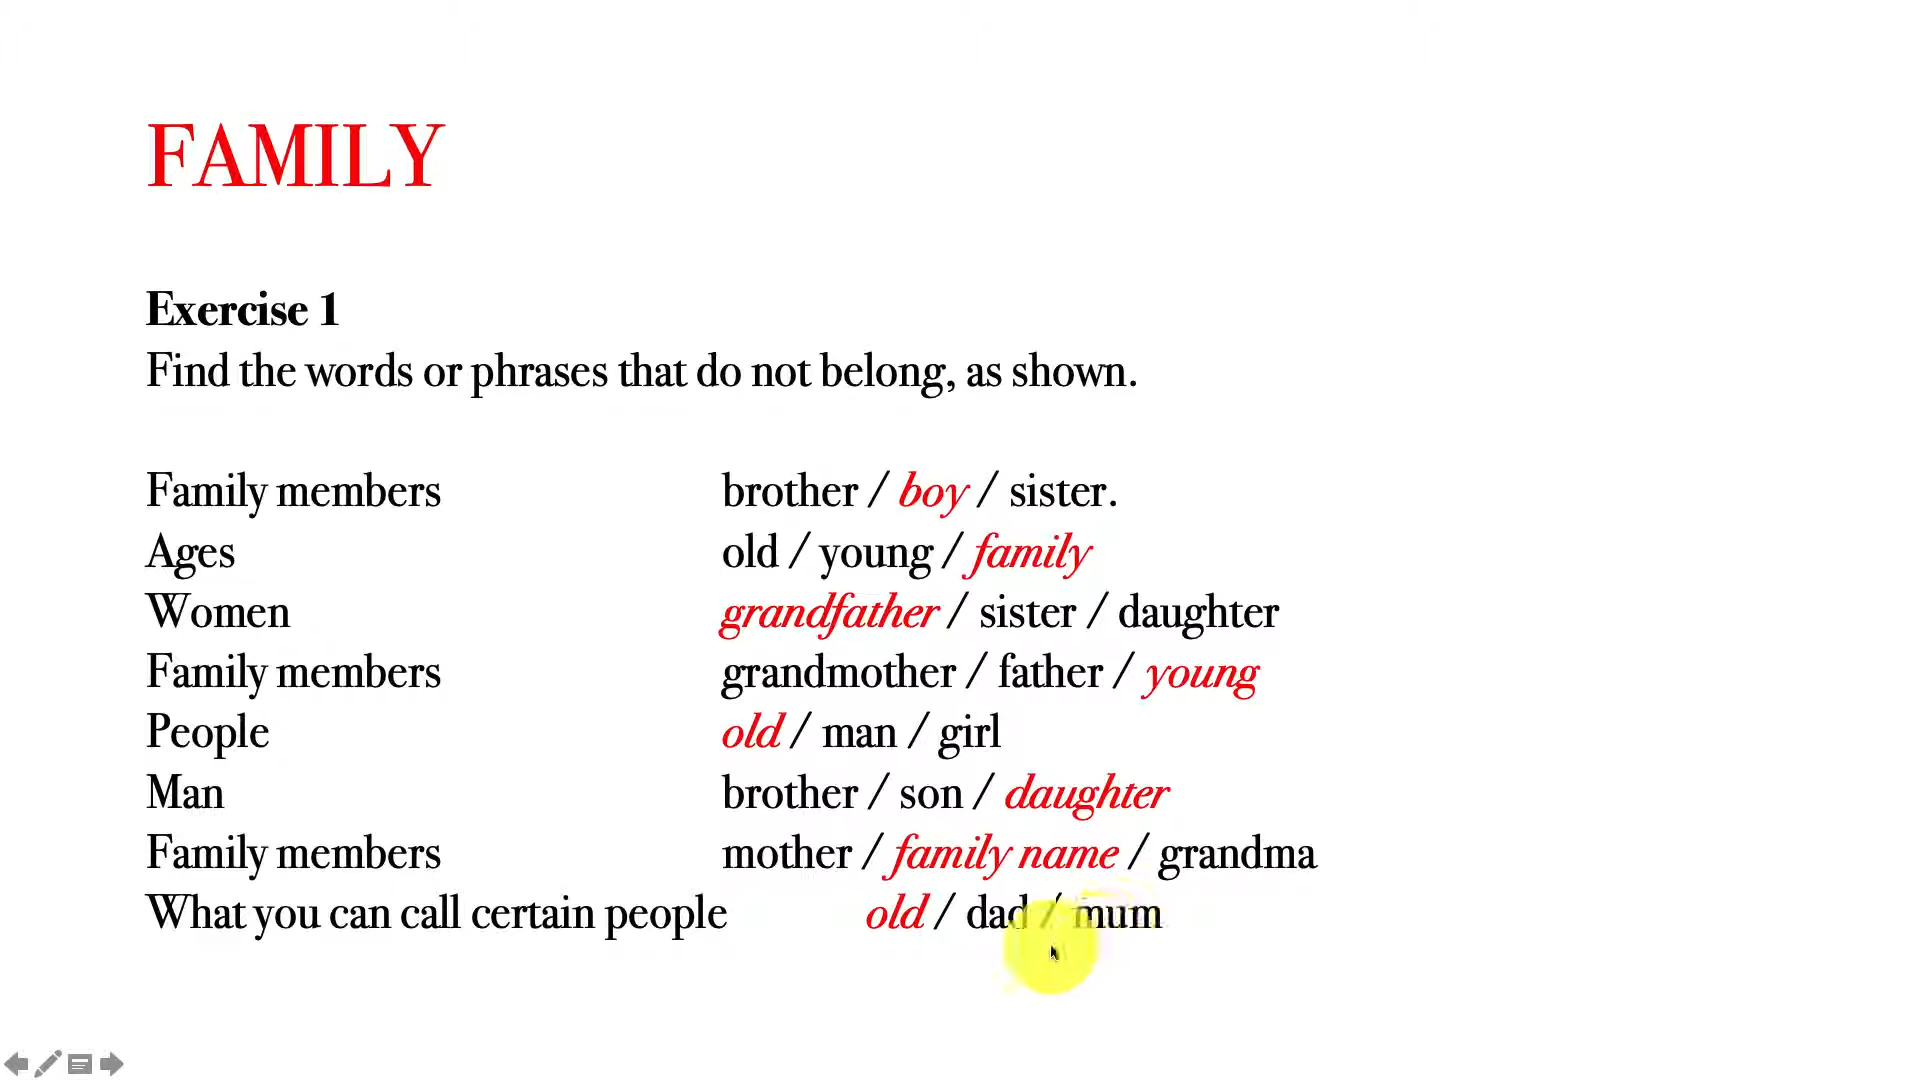 FAMILY
Exercise 1
Find the words or phrases that do not belong, as shown.
Family members brother / boy / sister.
Ages old / young / family
Women grandfather / sister / daughter
Family members grandmother / father / young
People old / man / girl
Man brother / son / daughter
Family members mother / family name / grandma
What you can call certain people old / dad / mum